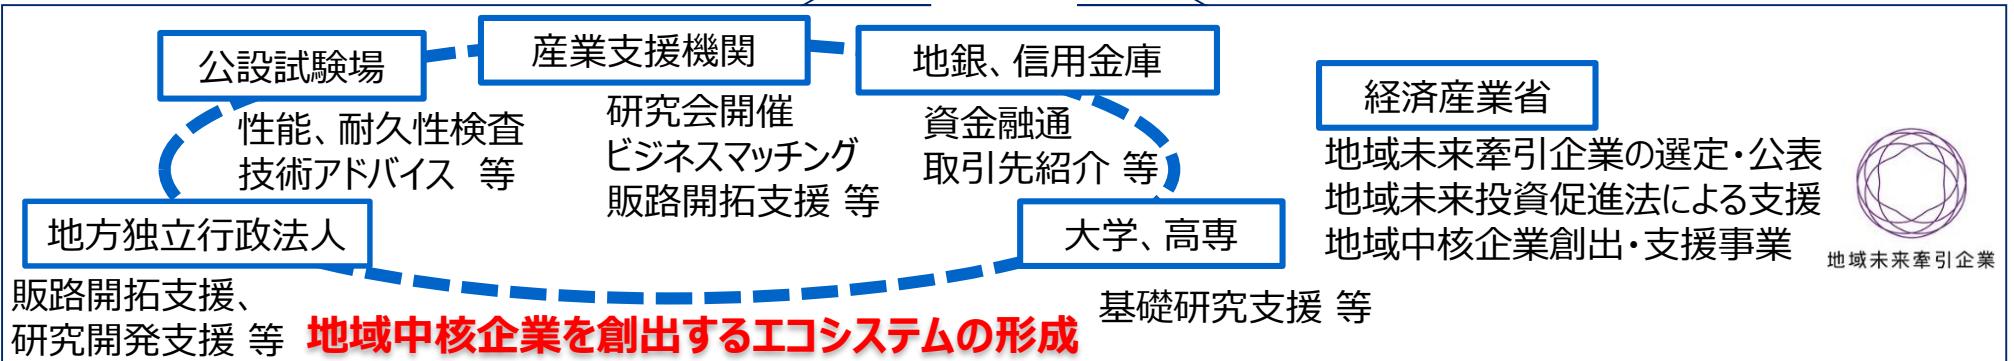 公設試験場
性能、耐久性検査
技術アドバイス 等
産業支援機関
研究会開催
ビジネスマッチング
販路開拓支援 等
地銀、信用金庫
資金融通
取引先紹介 等
経済産業省
地域未来牽引企業の選定・公表
地域未来投資促進法による支援
地域中核企業創出・支援事業
地域未来牽引企業
地方独立行政法人
販路開拓支援、
研究開発支援 等
大学、高専
基礎研究支援 等
地域中核企業を創出するエコシステムの形成